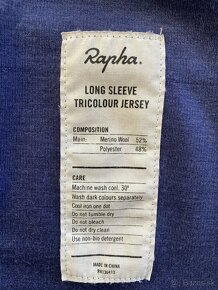 Rapha.
LONG SLEEVE
TRICOLOUR JERSEY
COMPOSITION
Main: Merino Wool 52%
Polyester 48%
CARE
Machine wash cool. 30°
Wash dark colours separately
Cool iron one dot
Do not tumble dry
Do not bleach
Do not dry clean
Use non-bio detergent
MADE IN CHINA